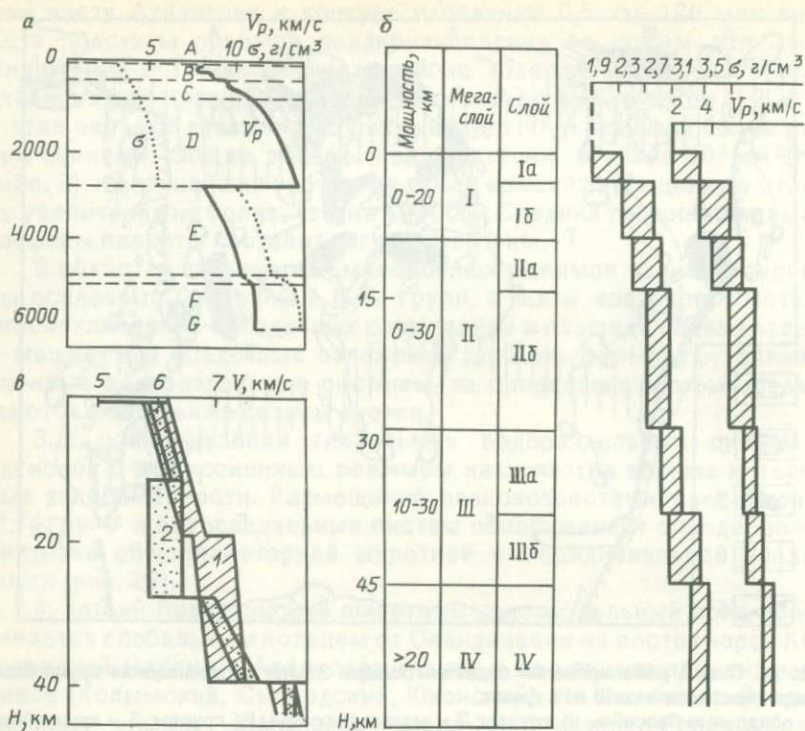 а
V_p, км/с
5
10
σ, г/см³
0
A
B
C
σ
D
V_p
2000
4000
E
F
6000
G
б
Мощность, км
Мега-слой
Слой
0
0-20
I
Iа
Iб
IIа
15
0-30
II
IIб
30
10-30
III
IIIа
IIIб
45
~20
IV
IV
H, км
1,9 2,3 2,7 3,1 3,5 σ, г/см³
2 4 V_p, км/с
в
5 6 7 V, км/с
2
1
20
40
H, км